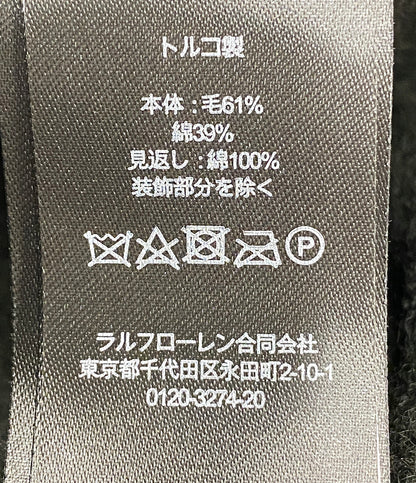 トルコ製
本体：毛61%
綿39%
見返し：綿100%
装飾部分を除く
P
ラルフローレン合同会社
東京都千代田区永田町2-10-1
0120-3274-20